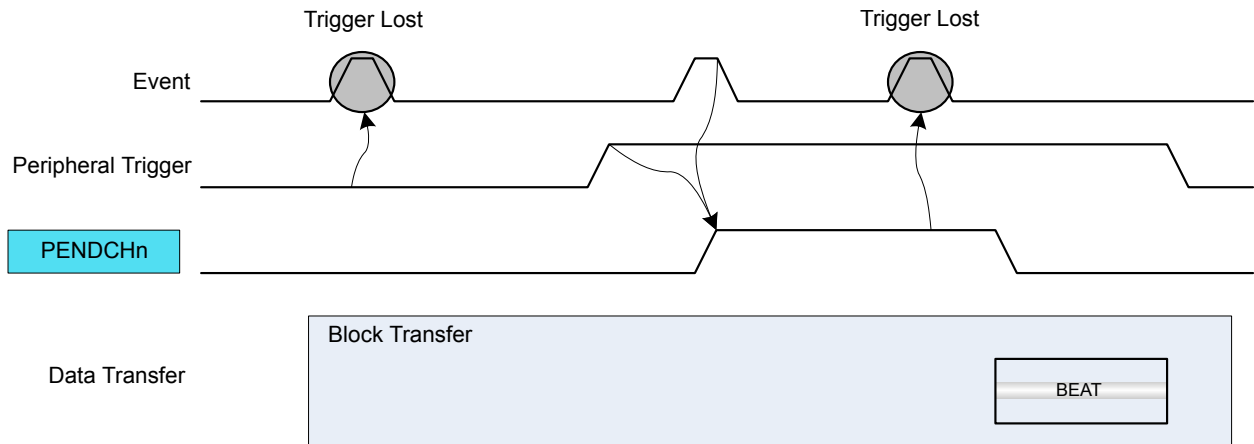 Trigger Lost
Trigger Lost
Event
Peripheral Trigger
PENDCHn
Block Transfer
Data Transfer
BEAT